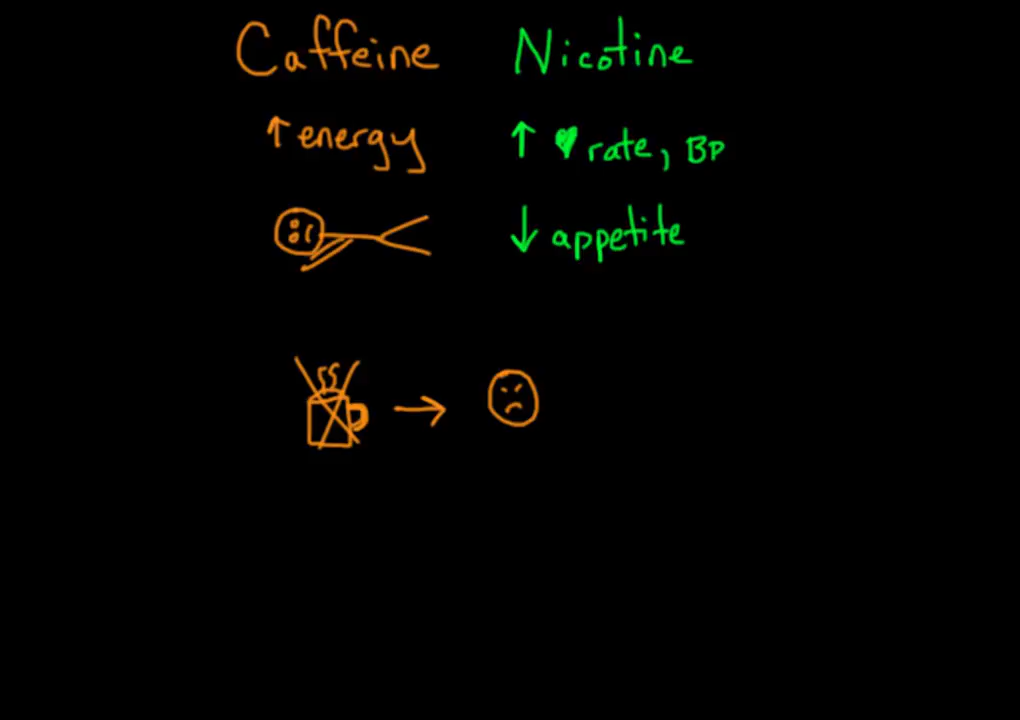 Caffeine Nicotine
↑ energy ↑ ♥ rate, BP
↓ appetite